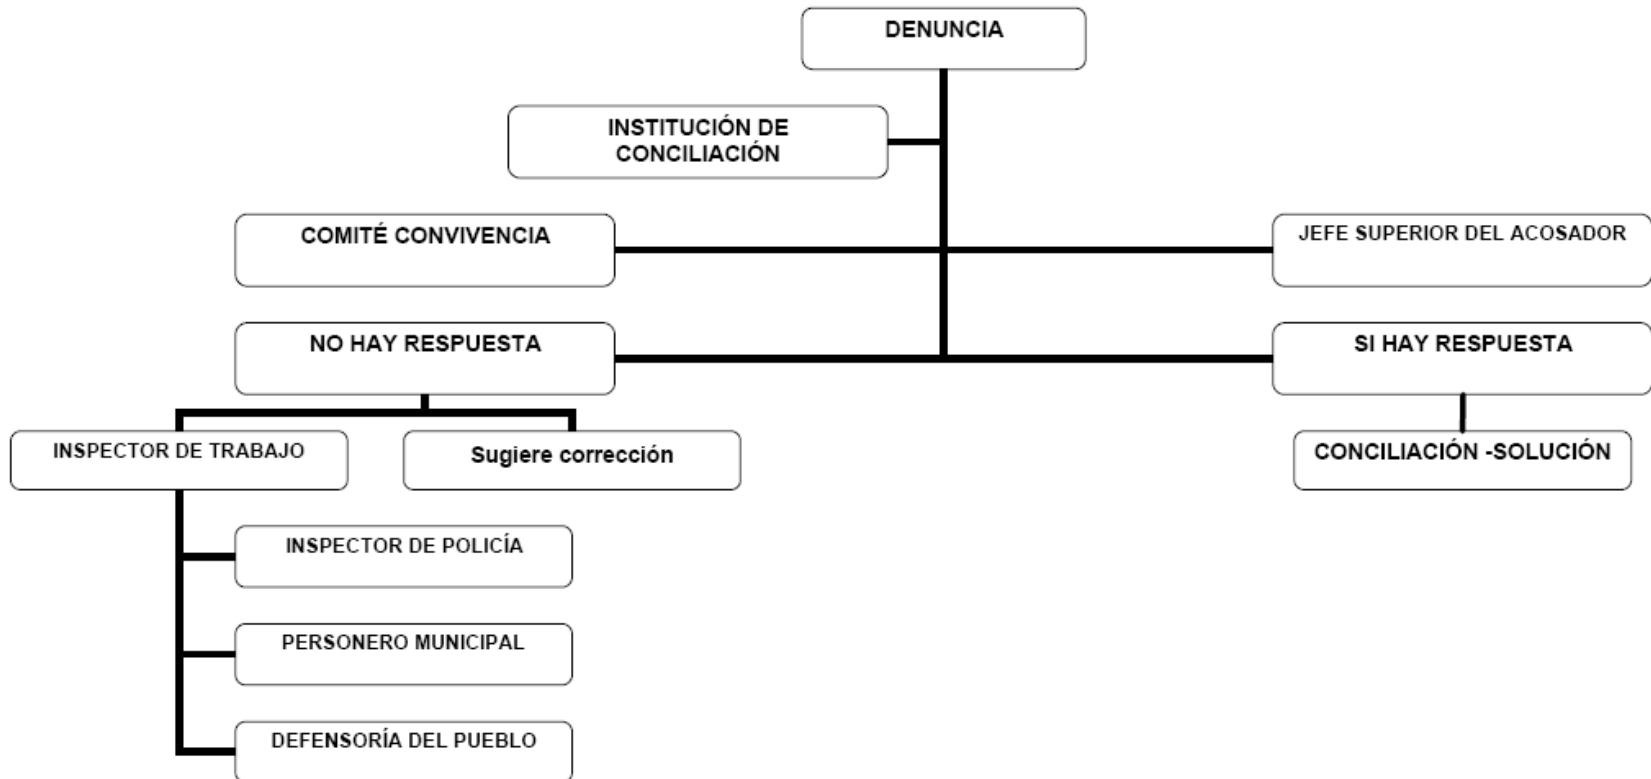 DENUNCIA
INSTITUCIÓN DE
CONCILIACIÓN
COMITÉ CONVIVENCIA
JEFE SUPERIOR DEL ACOSADOR
NO HAY RESPUESTA
SI HAY RESPUESTA
INSPECTOR DE TRABAJO
Sugiere corrección
CONCILIACIÓN -SOLUCIÓN
INSPECTOR DE POLICÍA
PERSONERO MUNICIPAL
DEFENSORÍA DEL PUEBLO